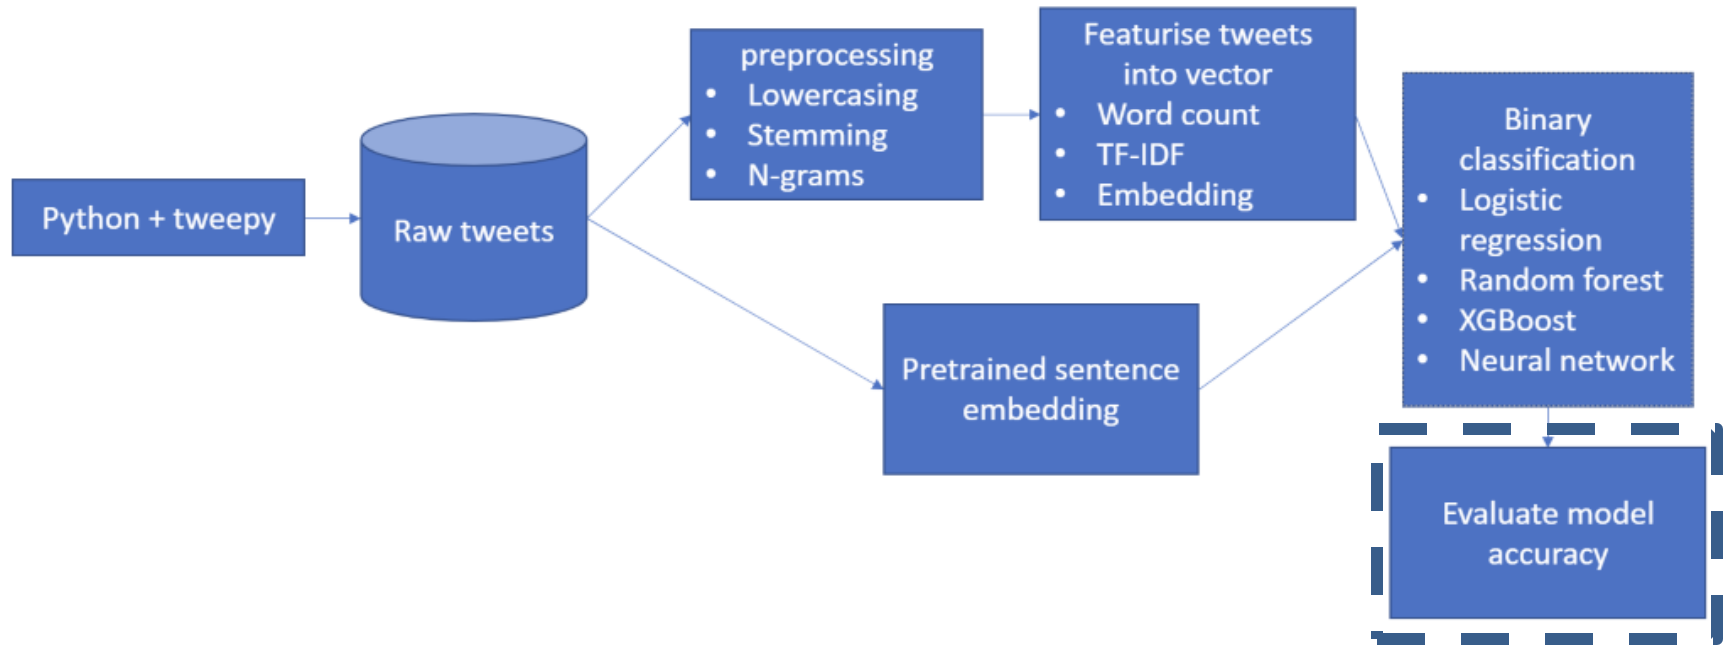 Python + tweepy
Raw tweets
preprocessing
• Lowercasing
• Stemming
• N-grams
Featurise tweets
into vector
• Word count
• TF-IDF
• Embedding
Pretrained sentence
embedding
Binary
classification
• Logistic
regression
• Random forest
• XGBoost
• Neural network
Evaluate model
accuracy